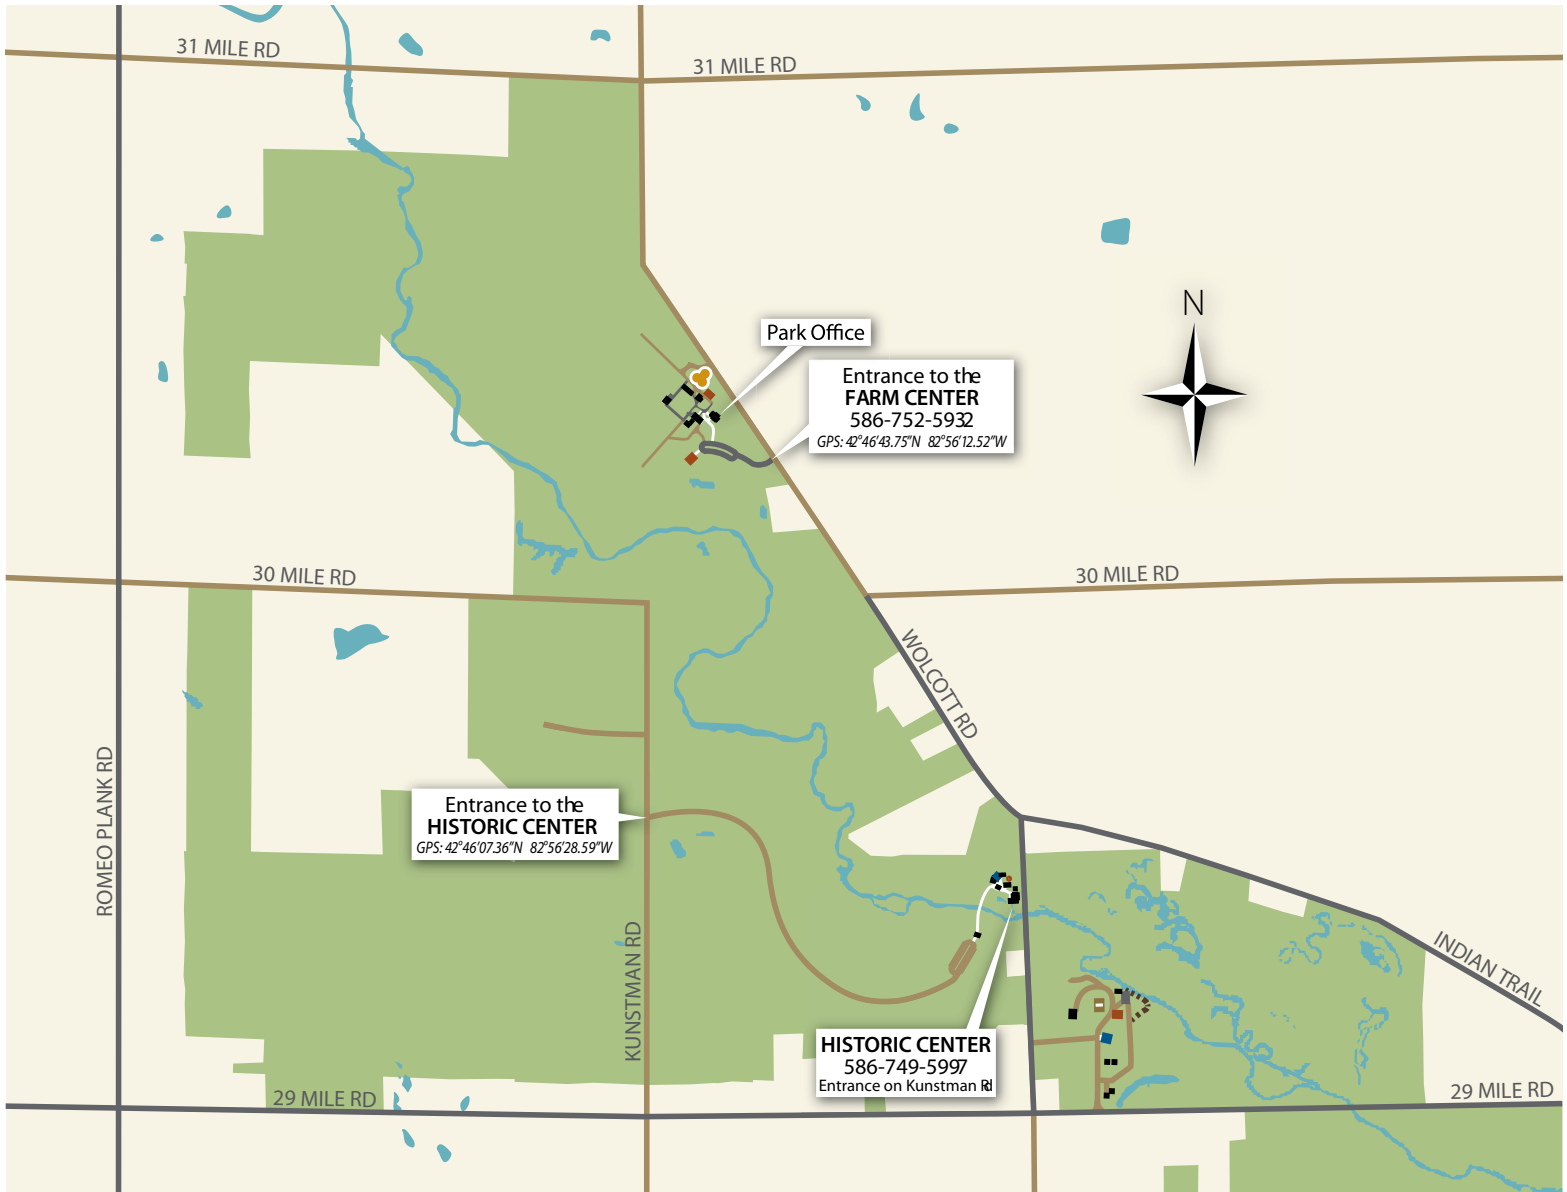 31 MILE RD
31 MILE RD
N
Park Office
Entrance to the
FARM CENTER
586-752-5932
GPS: 42°46'43.75"N 82°56'12.52"W
30 MILE RD
30 MILE RD
WOLCOTT RD
ROMEO PLANK RD
Entrance to the
HISTORIC CENTER
GPS: 42°46'07.36"N 82°56'28.59"W
KUNSTMAN RD
INDIAN TRAIL
HISTORIC CENTER
586-749-5997
Entrance on Kunstman Rd
29 MILE RD
29 MILE RD